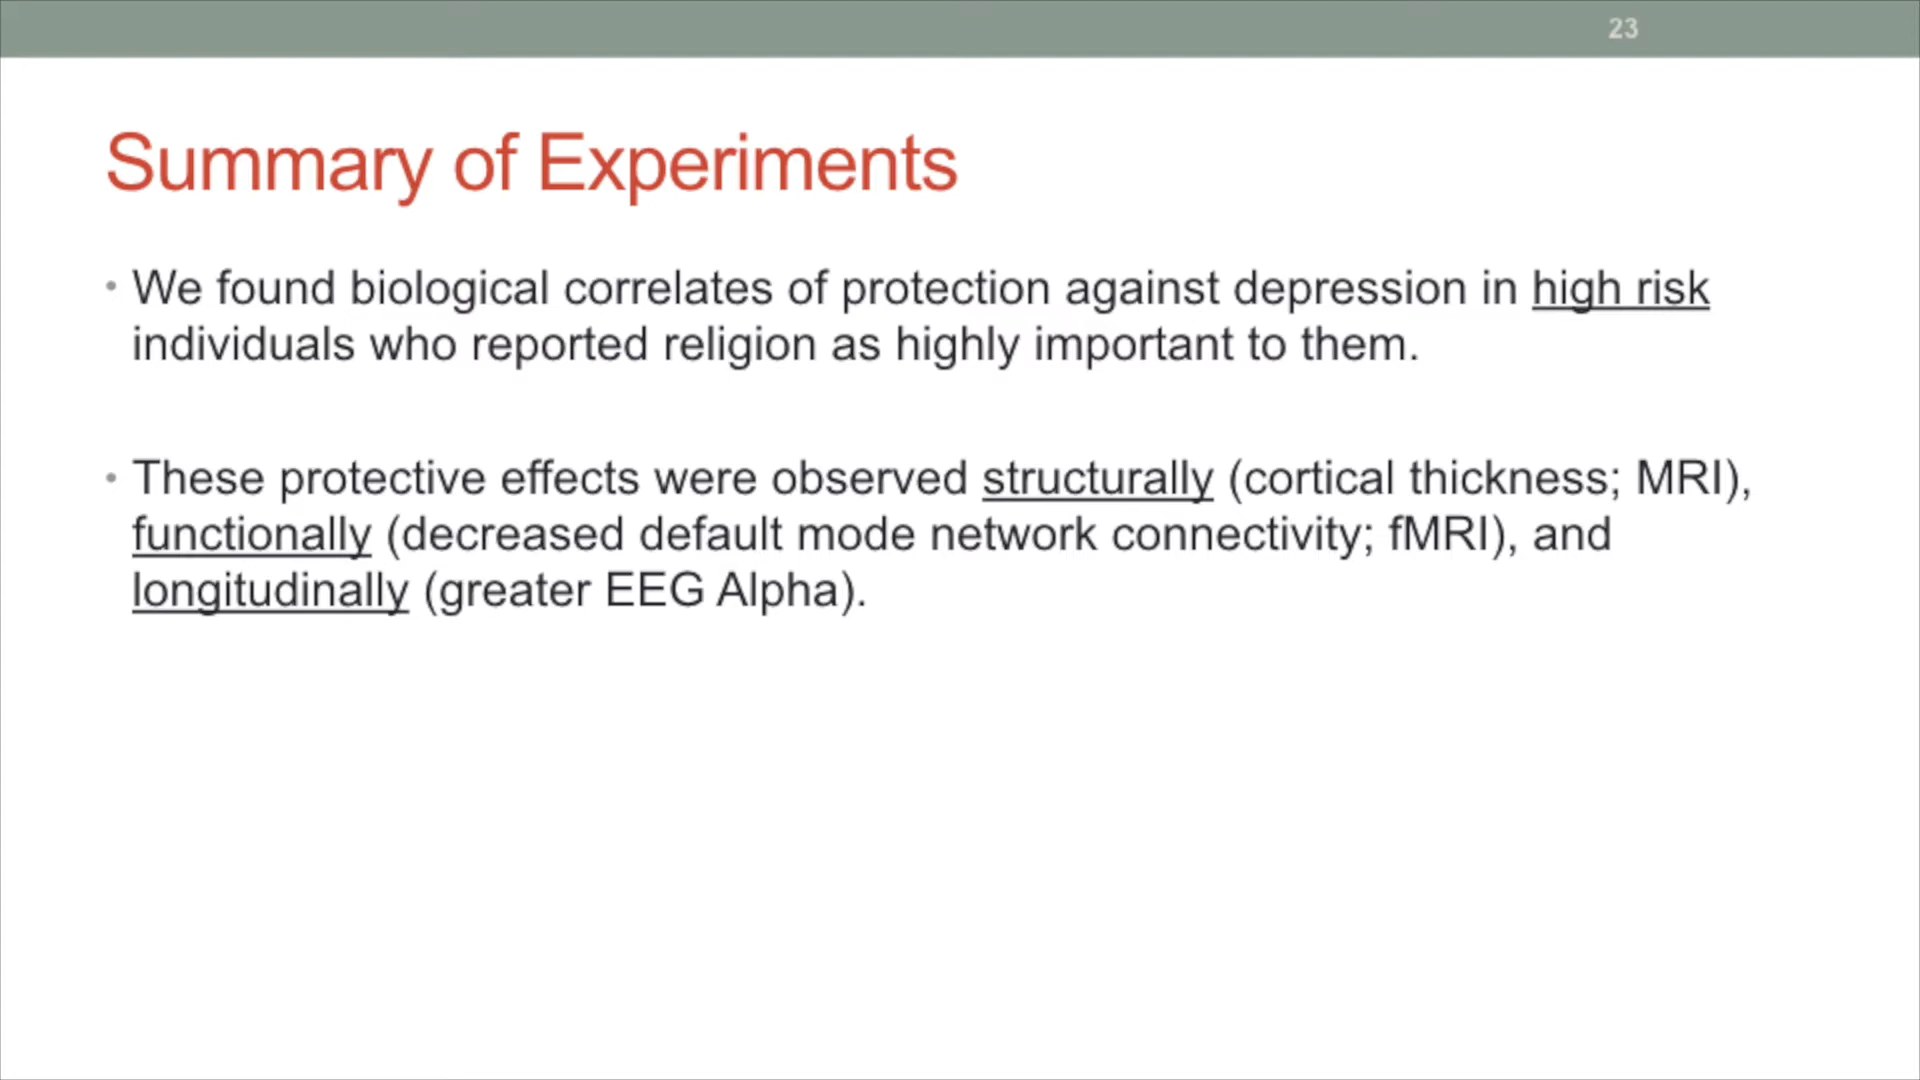 23
Summary of Experiments
• We found biological correlates of protection against depression in high risk
individuals who reported religion as highly important to them.
• These protective effects were observed structurally (cortical thickness; MRI),
functionally (decreased default mode network connectivity; fMRI), and
longitudinally (greater EEG Alpha).